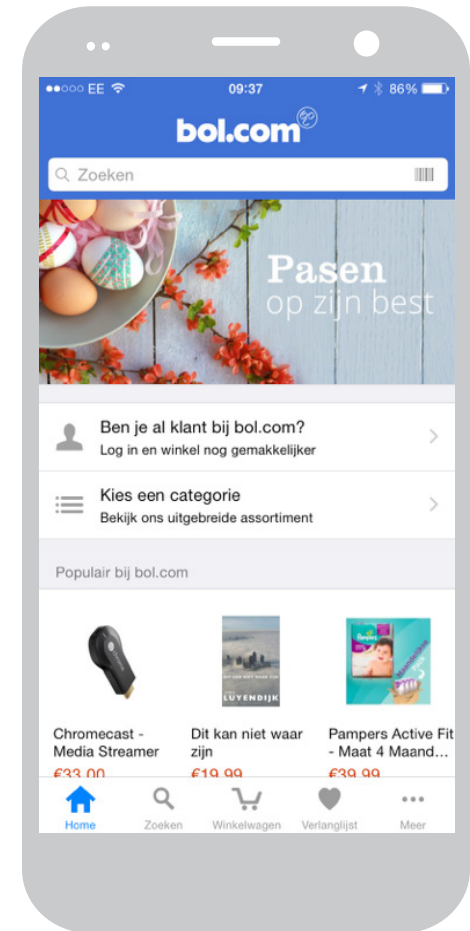 EE 09:37 86%
bol.com
Zoeken
Pasen
op zijn best
Ben je al klant bij bol.com?
Log in en winkel nog gemakkelijker
Kies een categorie
Bekijk ons uitgebreide assortiment
Populair bij bol.com
LUYENDIJK
Pampers
Chromecast -
Media Streamer
€33,00
Dit kan niet waar
zijn
€19,99
Pampers Active Fit
- Maat 4 Maand...
€39,99
Home Zoeken Winkelwagen Verlanglijst Meer